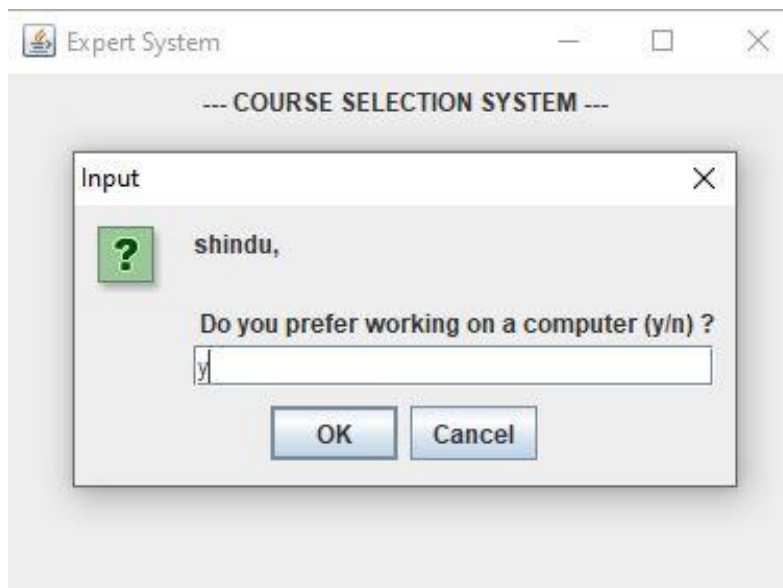 Expert System
--- COURSE SELECTION SYSTEM ---
Input
?
shindu,
Do you prefer working on a computer (y/n) ?
y
OK
Cancel